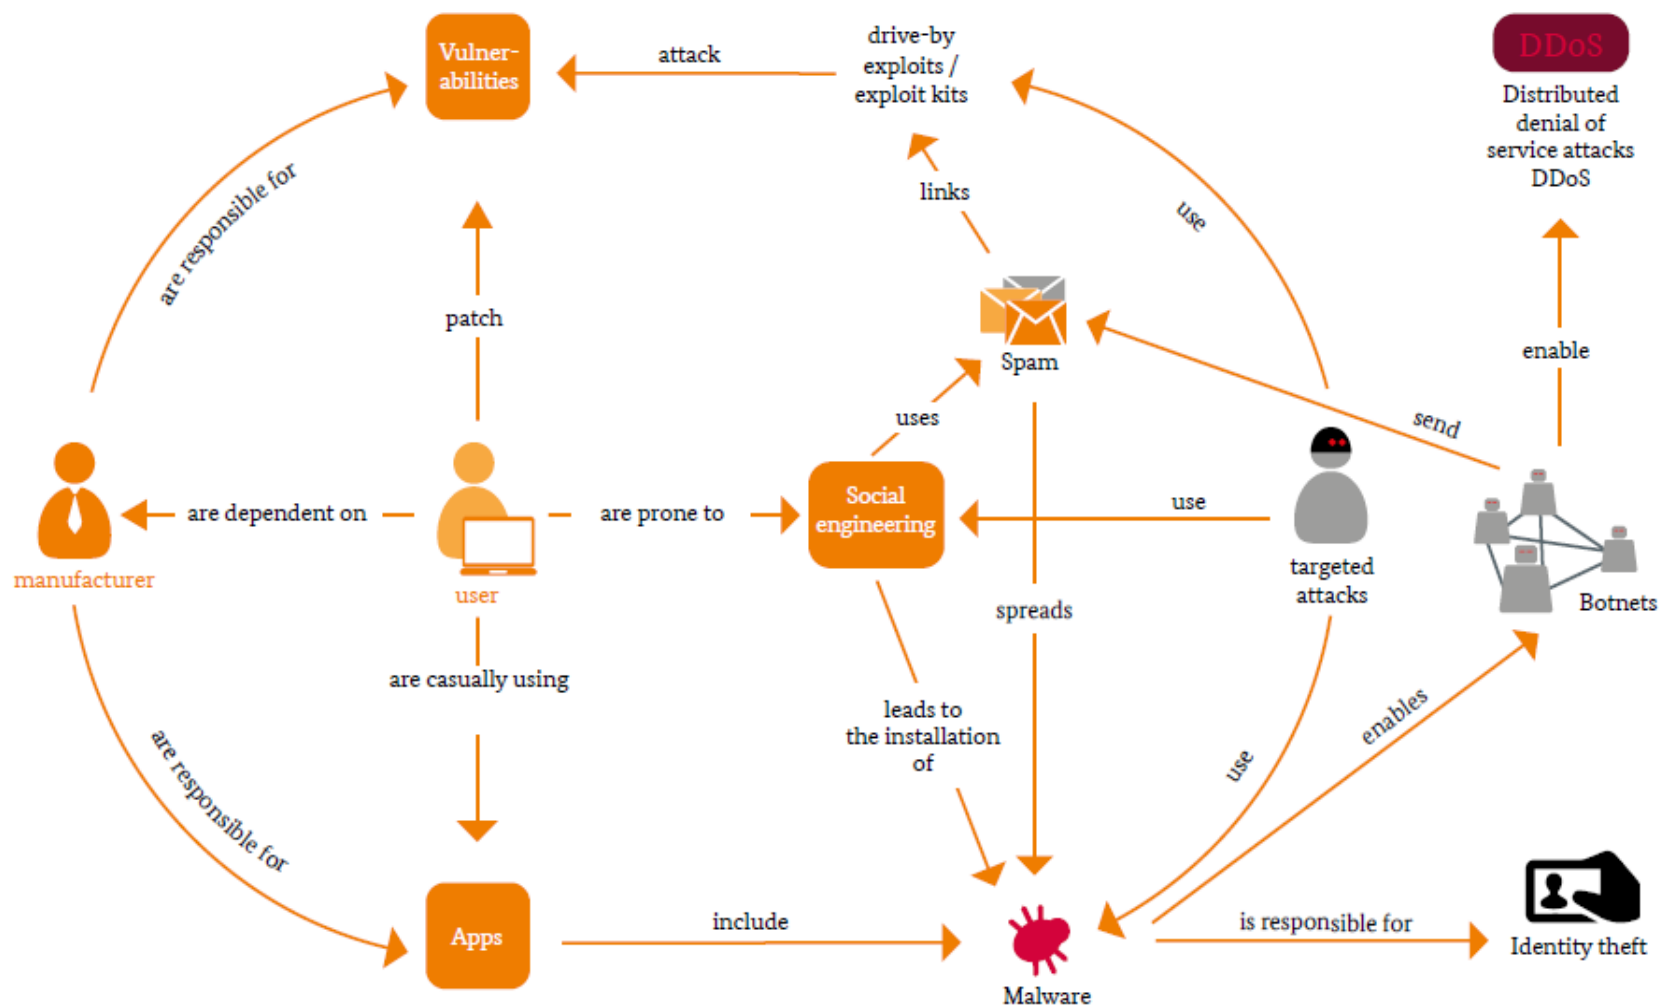 Vulner-
abilities
attack
drive-by
exploits /
exploit kits
DDoS
Distributed
denial of
service attacks
DDoS
are responsible for
links
use
patch
Spam
enable
uses
send
Social
engineering
are dependent on
are prone to
use
manufacturer
user
targeted
attacks
Botnets
spreads
are casually using
leads to
the installation
of
enables
use
are responsible for
Apps
include
is responsible for
Identity theft
Malware